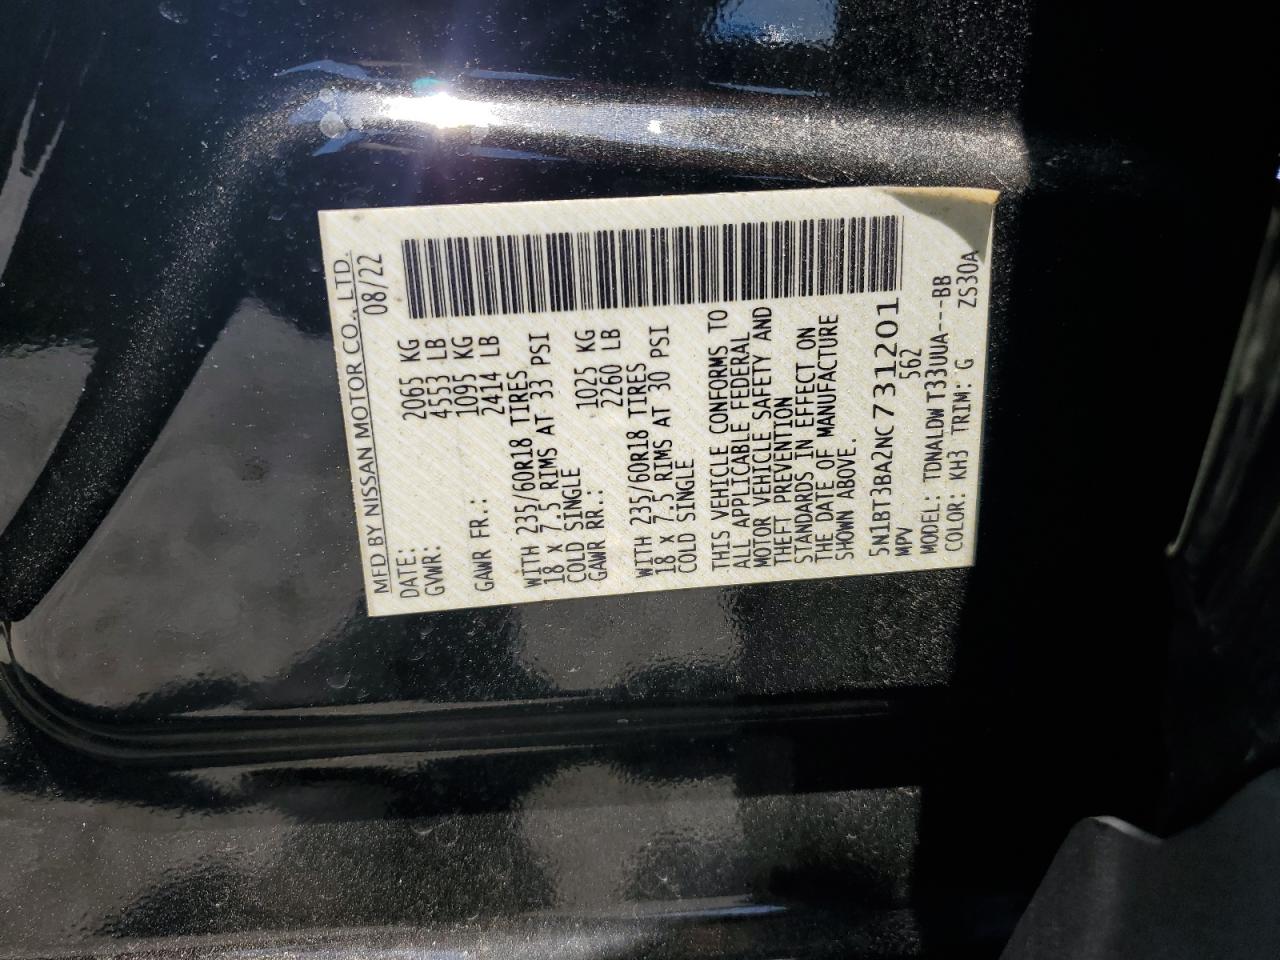 MFD BY NISSAN MOTOR CO., LTD.
DATE: 08/22
GVWR: 2065 KG
4553 LB
1095 KG
GAWR FR.: 2414 LB
WITH 235/60R18 TIRES
18 x 7.5 RIMS AT 33 PSI
COLD SINGLE 1025 KG
GAWR RR.: 2260 LB
WITH 235/60R18 TIRES
18 x 7.5 RIMS AT 30 PSI
COLD SINGLE
THIS VEHICLE CONFORMS TO
ALL APPLICABLE FEDERAL
MOTOR VEHICLE SAFETY AND
THEFT PREVENTION
STANDARDS IN EFFECT ON
THE DATE OF MANUFACTURE
SHOWN ABOVE.
5N1BT3BA2NC731201
MPV 562
MODEL: TDNALDW T33UUA---BB
COLOR: KH3 TRIM: G ZS30A